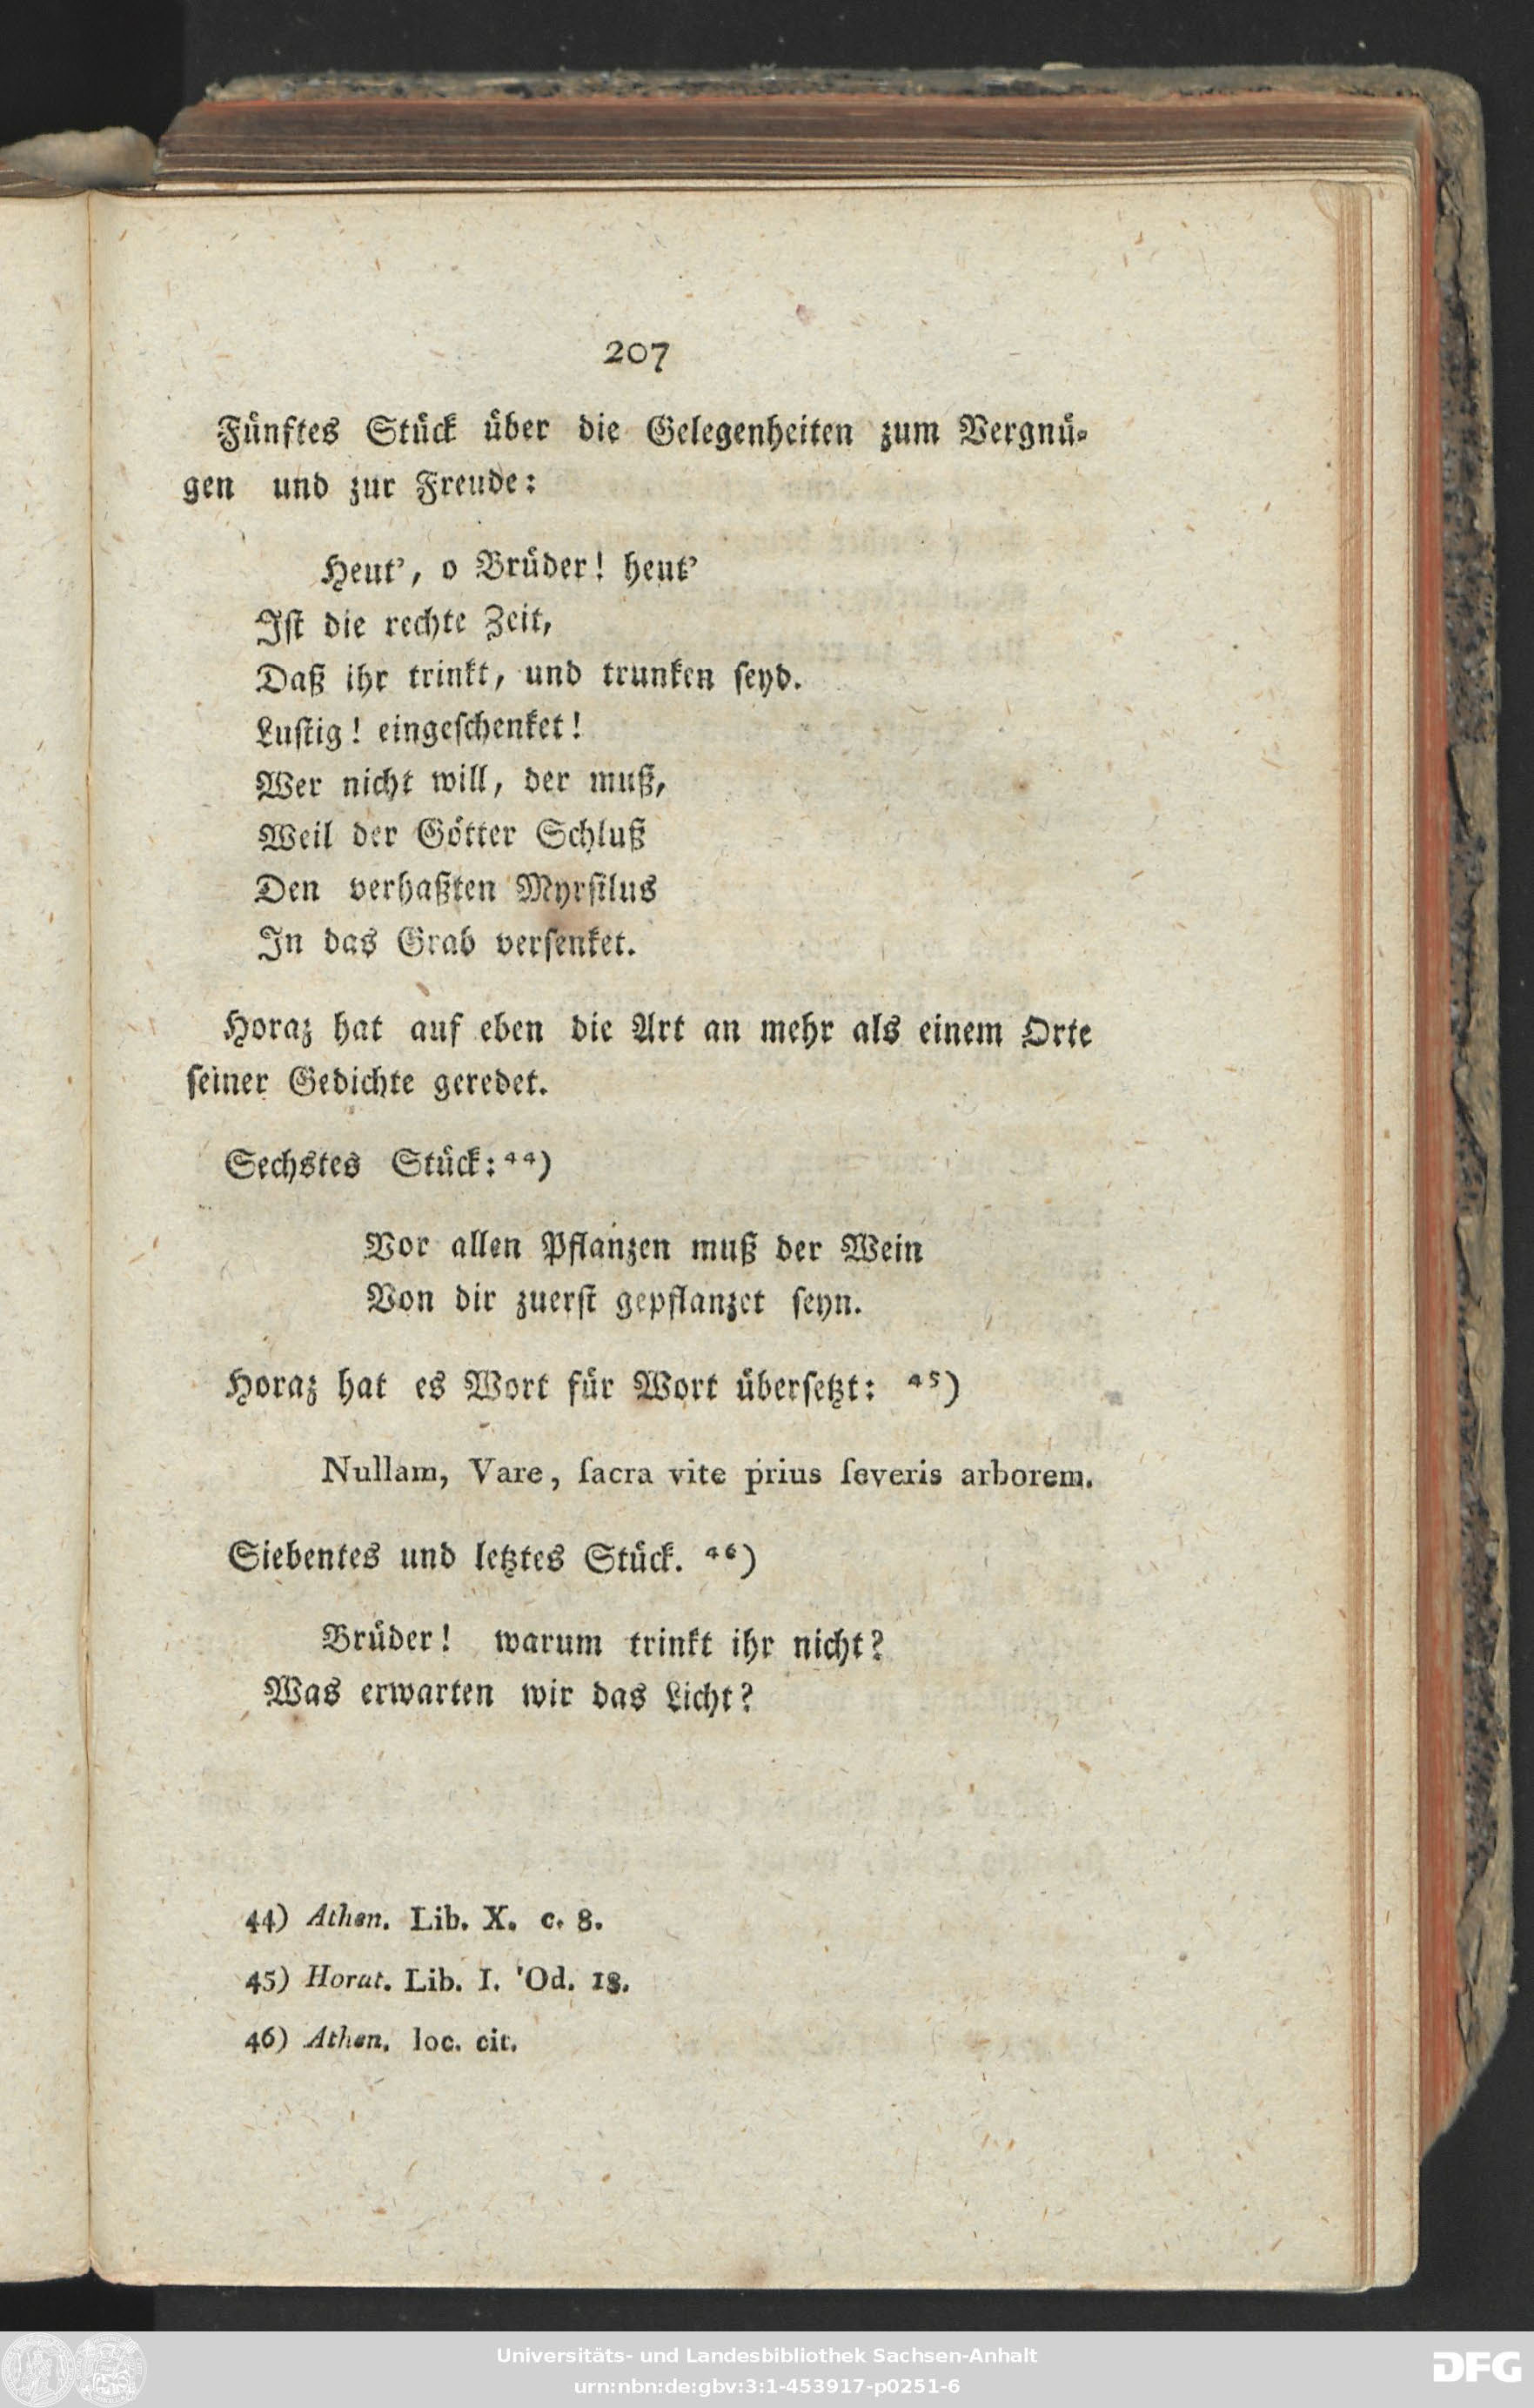 207
Fünftes Stück über die Gelegenheiten zum Vergnü-
gen und zur Freude:
Heut', o Brüder! heut'
Iſt die rechte Zeit,
Daß ihr trinkt, und trunken ſeyd.
Luſtig! eingeſchenket!
Wer nicht will, der muß,
Weil der Götter Schluß
Den verhaßten Myrſilus
In das Grab verſenket.
Horaz hat auf eben die Art an mehr als einem Orte
ſeiner Gedichte geredet.
Sechstes Stück: 44)
Vor allen Pflanzen muß der Wein
Von dir zuerſt gepflanzet ſeyn.
Horaz hat es Wort für Wort überſetzt: 45)
Nullam, Vare, ſacra vite prius ſeveris arborem.
Siebentes und letztes Stück. 46)
Brüder! warum trinkt ihr nicht?
Was erwarten wir das Licht?
44) Athen. Lib. X. c. 8.
45) Horat. Lib. I. Od. 18.
46) Athen. loc. cit.
Universitäts- und Landesbibliothek Sachsen-Anhalt
urn:nbn:de:gbv:3:1-453917-p0251-6
DFG